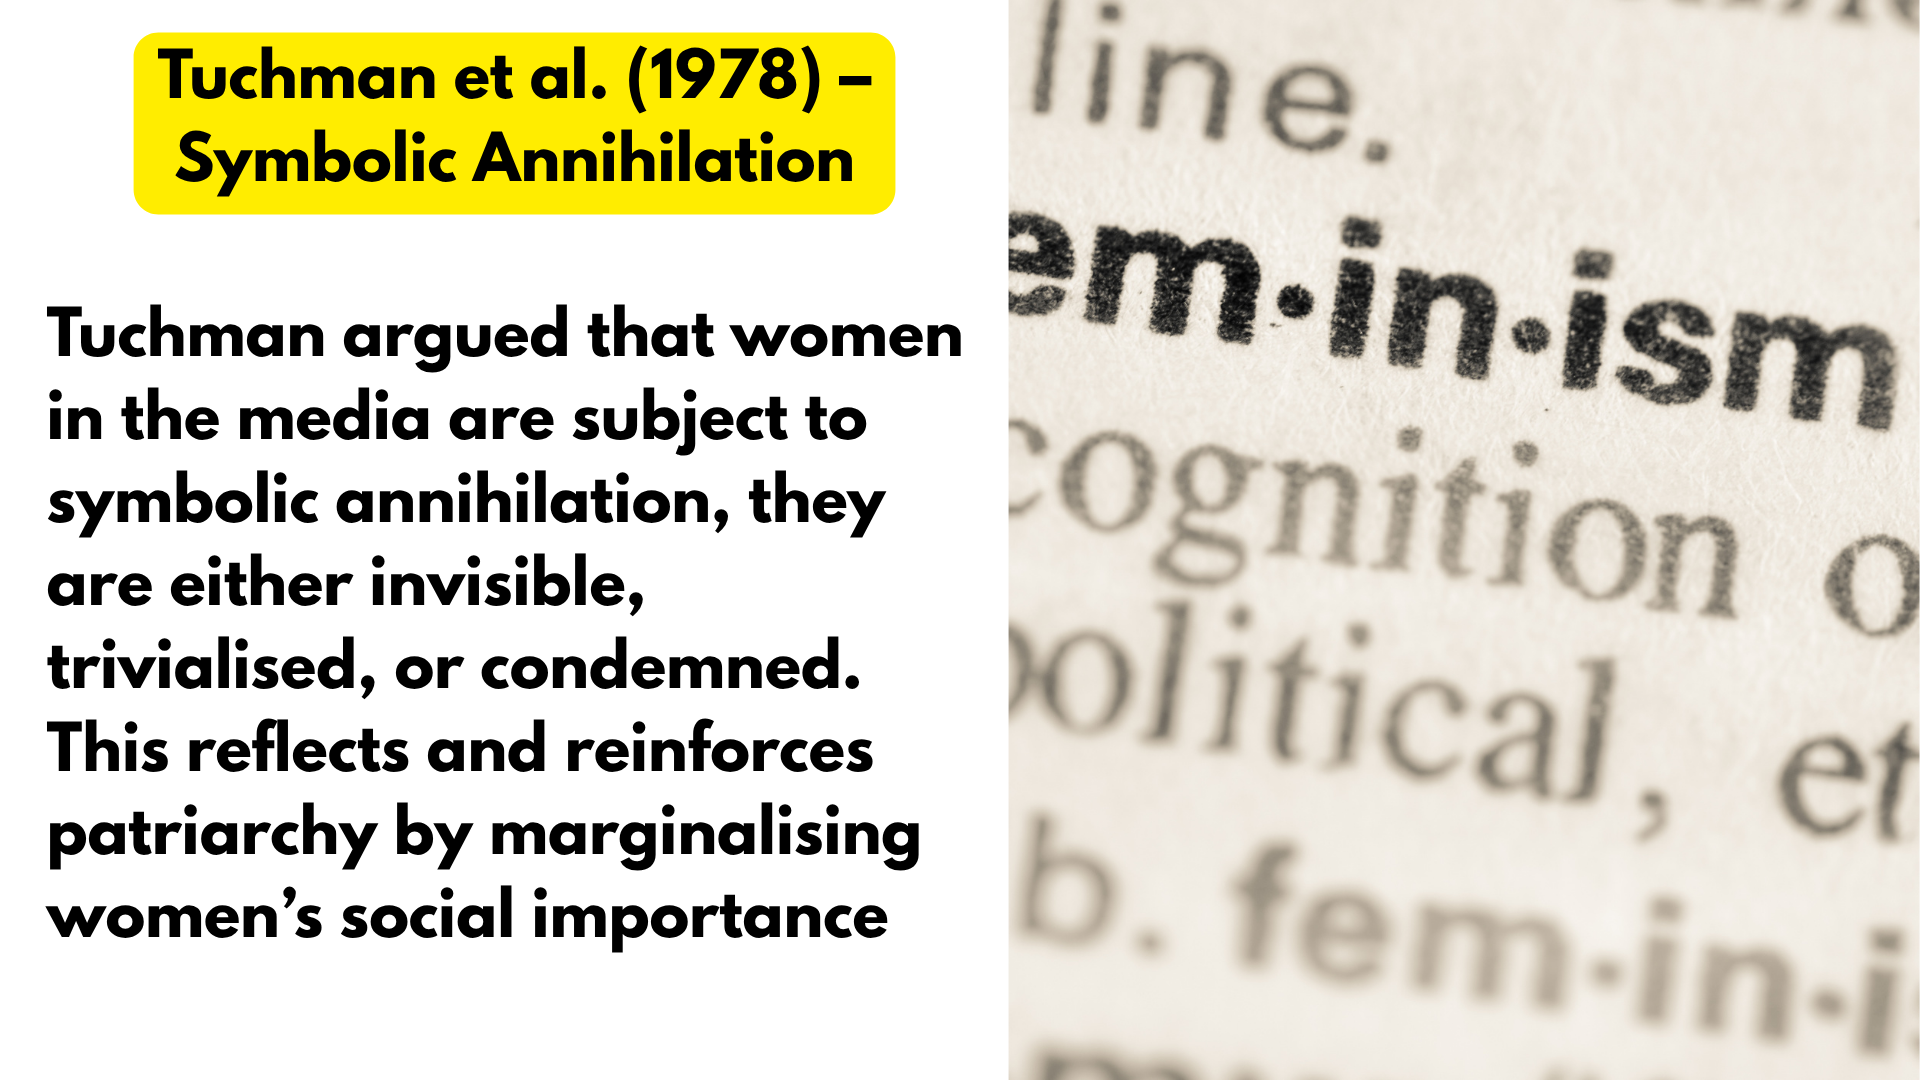 Tuchman et al. (1978) –
Symbolic Annihilation
Tuchman argued that women
in the media are subject to
symbolic annihilation, they
are either invisible,
trivialised, or condemned.
This reflects and reinforces
patriarchy by marginalising
women’s social importance
line.
em·in·ism
cognition o
political, et
b. fem·in·i